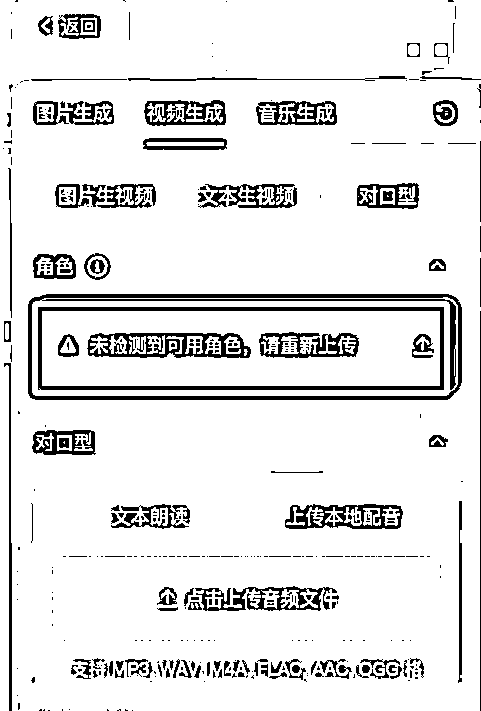 返回
图片生成 视频生成 音乐生成
图片生视频 文本生视频 对口型
角色
未检测到可用角色，请重新上传
对口型
文本朗读 上传本地配音
点击上传音频文件
支持 MP3, WAV, M4A, FLAC, AAC, OGG 格